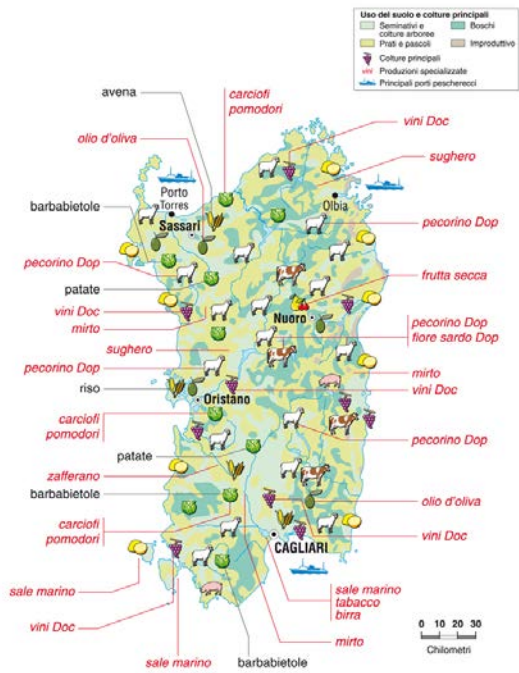 Uso del suolo e colture principali
Seminativi e
colture arboree
Prati e pascoli
Boschi
Improduttivo
Colture principali
vini
Produzioni specializzate
Principali porti pescherecci
avena
carciofi
pomodori
vini Doc
olio d'oliva
sughero
Porto
Torres
Olbia
barbabietole
Sassari
pecorino Dop
pecorino Dop
patate
frutta secca
vini Doc
mirto
Nuoro
pecorino Dop
fiore sardo Dop
sughero
pecorino Dop
mirto
riso
vini Doc
Oristano
carciofi
pomodori
pecorino Dop
patate
zafferano
barbabietole
olio d'oliva
carciofi
pomodori
vini Doc
CAGLIARI
sale marino
sale marino
tabacco
birra
vini Doc
mirto
sale marino
barbabietole
0 10 20 30
Chilometri